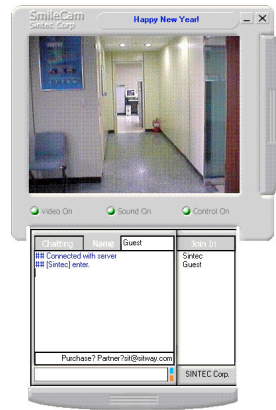 SmileCam
Sintec Corp
Happy New Year!
Video On
Sound On
Control On
Chatting
Name
Guest
Join In
## Connected with server
## [Sintec] enter.
Sintec
Guest
Purchase? Partner?sit@sitway.com
SINTEC Corp.